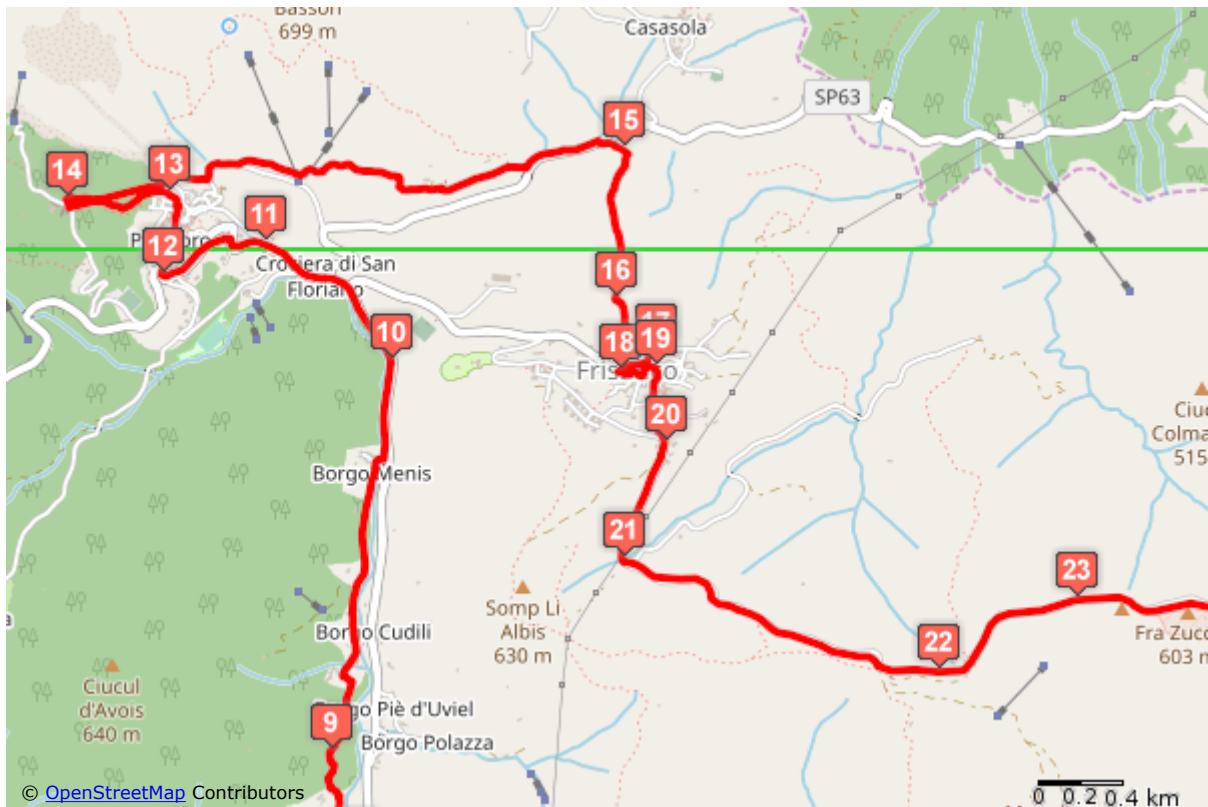 Basson
699 m
Casasola
SP63
15
13
14
11
12
Crociera di San
Floriano
16
10
17
18
19
20
Ciuc
Colma
515
Borgo Menis
21
23
Somp Li
Albis
630 m
Borgo Cudili
22
Fra Zucc
603 m
Ciucul
d'Avois
640 m
9
Piè d'Uviel
Borgo Polazza
© OpenStreetMap Contributors
0 0.2 0.4 km